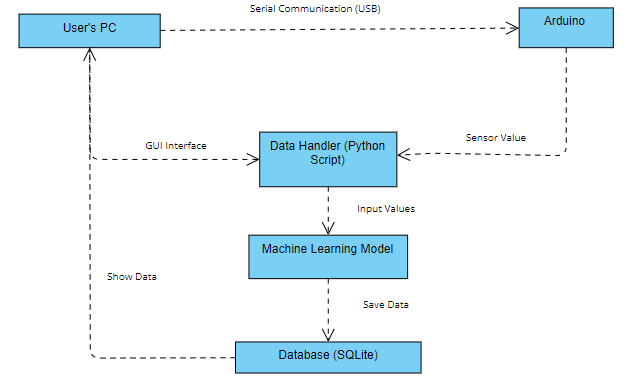 Serial Communication (USB)
User's PC
Arduino
GUI Interface
Data Handler (Python
Script)
Sensor Value
Input Values
Machine Learning Model
Show Data
Save Data
Database (SQLite)